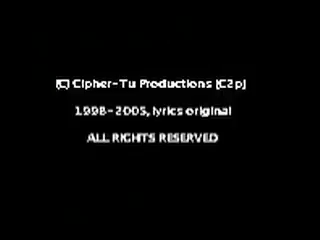 (C) Cipher-Tu Productions [C2p]
1998-2005, lyrics original
ALL RIGHTS RESERVED